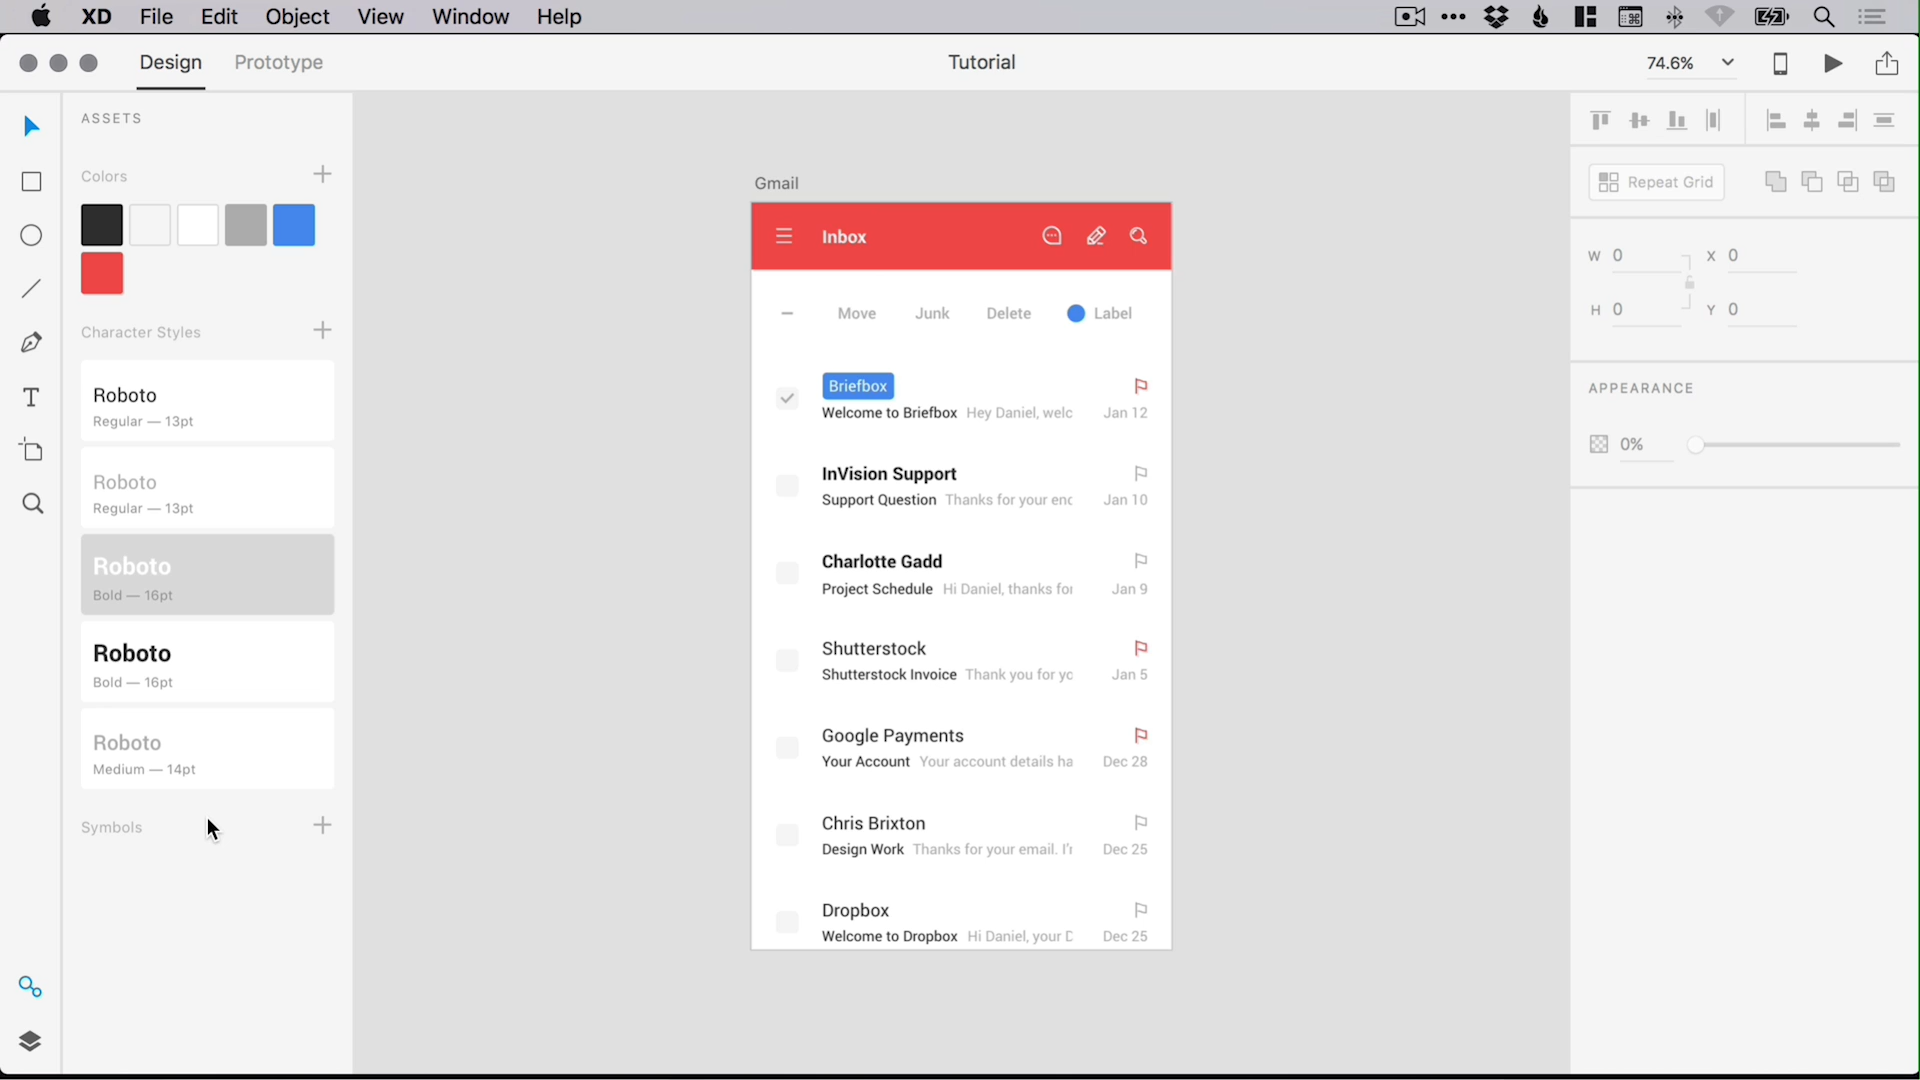 XD File Edit Object View Window Help
Design Prototype Tutorial 74.6%
ASSETS
Colors
Character Styles
Roboto
Regular — 13pt
Roboto
Regular — 13pt
Roboto
Bold — 16pt
Roboto
Bold — 16pt
Roboto
Medium — 14pt
Symbols
Gmail
Inbox
Move Junk Delete Label
Briefbox
Welcome to Briefbox Hey Daniel, welc Jan 12
InVision Support
Support Question Thanks for your enc Jan 10
Charlotte Gadd
Project Schedule Hi Daniel, thanks for Jan 9
Shutterstock
Shutterstock Invoice Thank you for yc Jan 5
Google Payments
Your Account Your account details ha Dec 28
Chris Brixton
Design Work Thanks for your email. I'r Dec 25
Dropbox
Welcome to Dropbox Hi Daniel, your D Dec 25
Repeat Grid
W 0 X 0
H 0 Y 0
APPEARANCE
0%